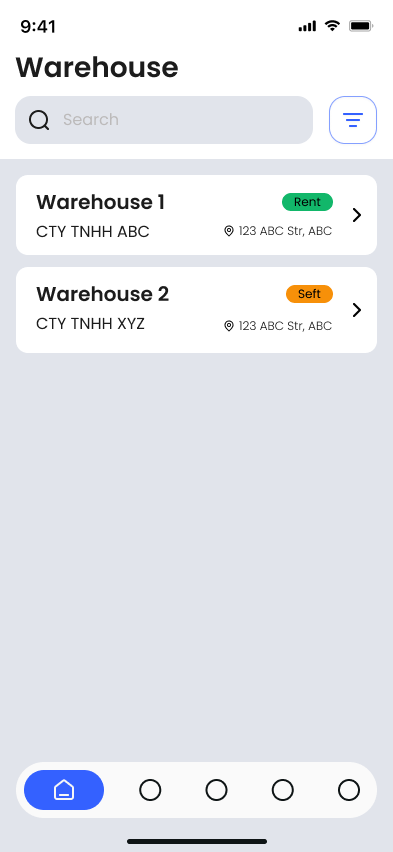 9:41
Warehouse
Search
Warehouse 1
Rent
CTY TNHH ABC
123 ABC Str, ABC
Warehouse 2
Seft
CTY TNHH XYZ
123 ABC Str, ABC